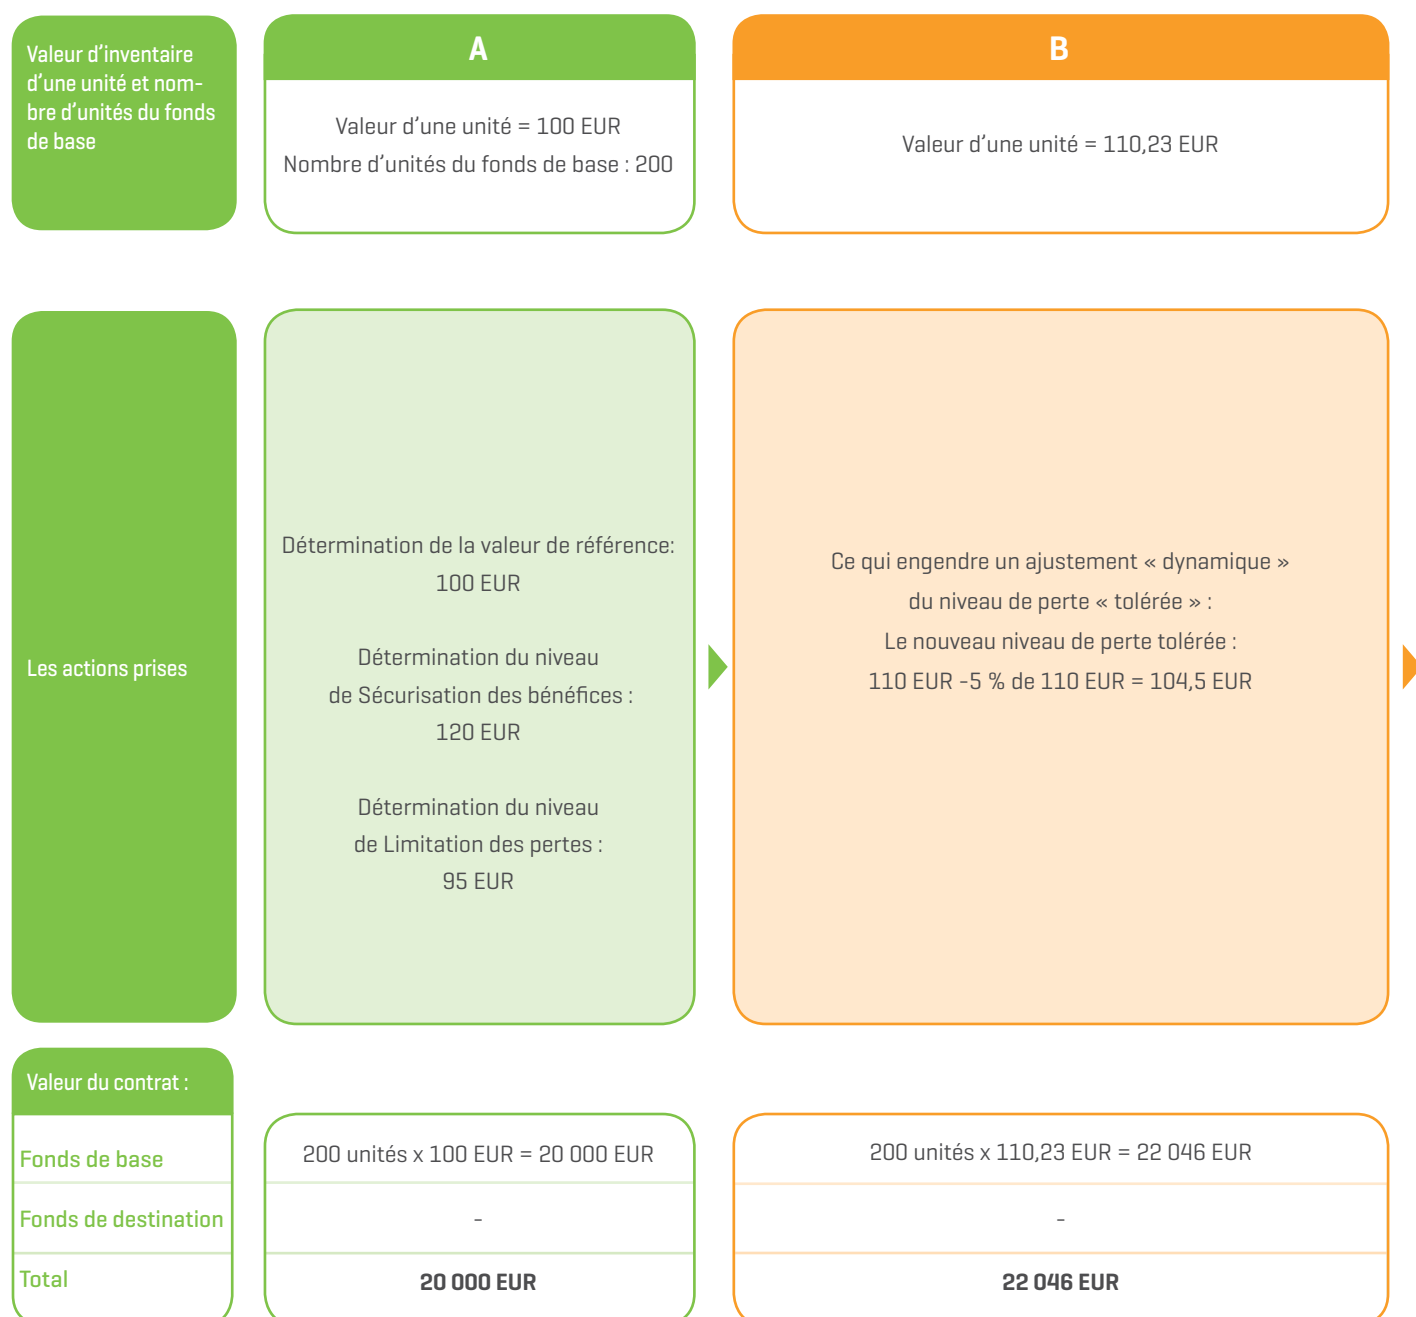 Valeur d'inventaire
d'une unité et nom-
bre d'unités du fonds
de base
A
Valeur d'une unité = 100 EUR
Nombre d'unités du fonds de base : 200
B
Valeur d'une unité = 110,23 EUR
Les actions prises
Détermination de la valeur de référence:
100 EUR
Détermination du niveau
de Sécurisation des bénéfices :
120 EUR
Détermination du niveau
de Limitation des pertes :
95 EUR
Ce qui engendre un ajustement « dynamique »
du niveau de perte « tolérée » :
Le nouveau niveau de perte tolérée :
110 EUR -5 % de 110 EUR = 104,5 EUR
Valeur du contrat :
Fonds de base
200 unités x 100 EUR = 20 000 EUR
200 unités x 110,23 EUR = 22 046 EUR
Fonds de destination
-
-
Total
20 000 EUR
22 046 EUR